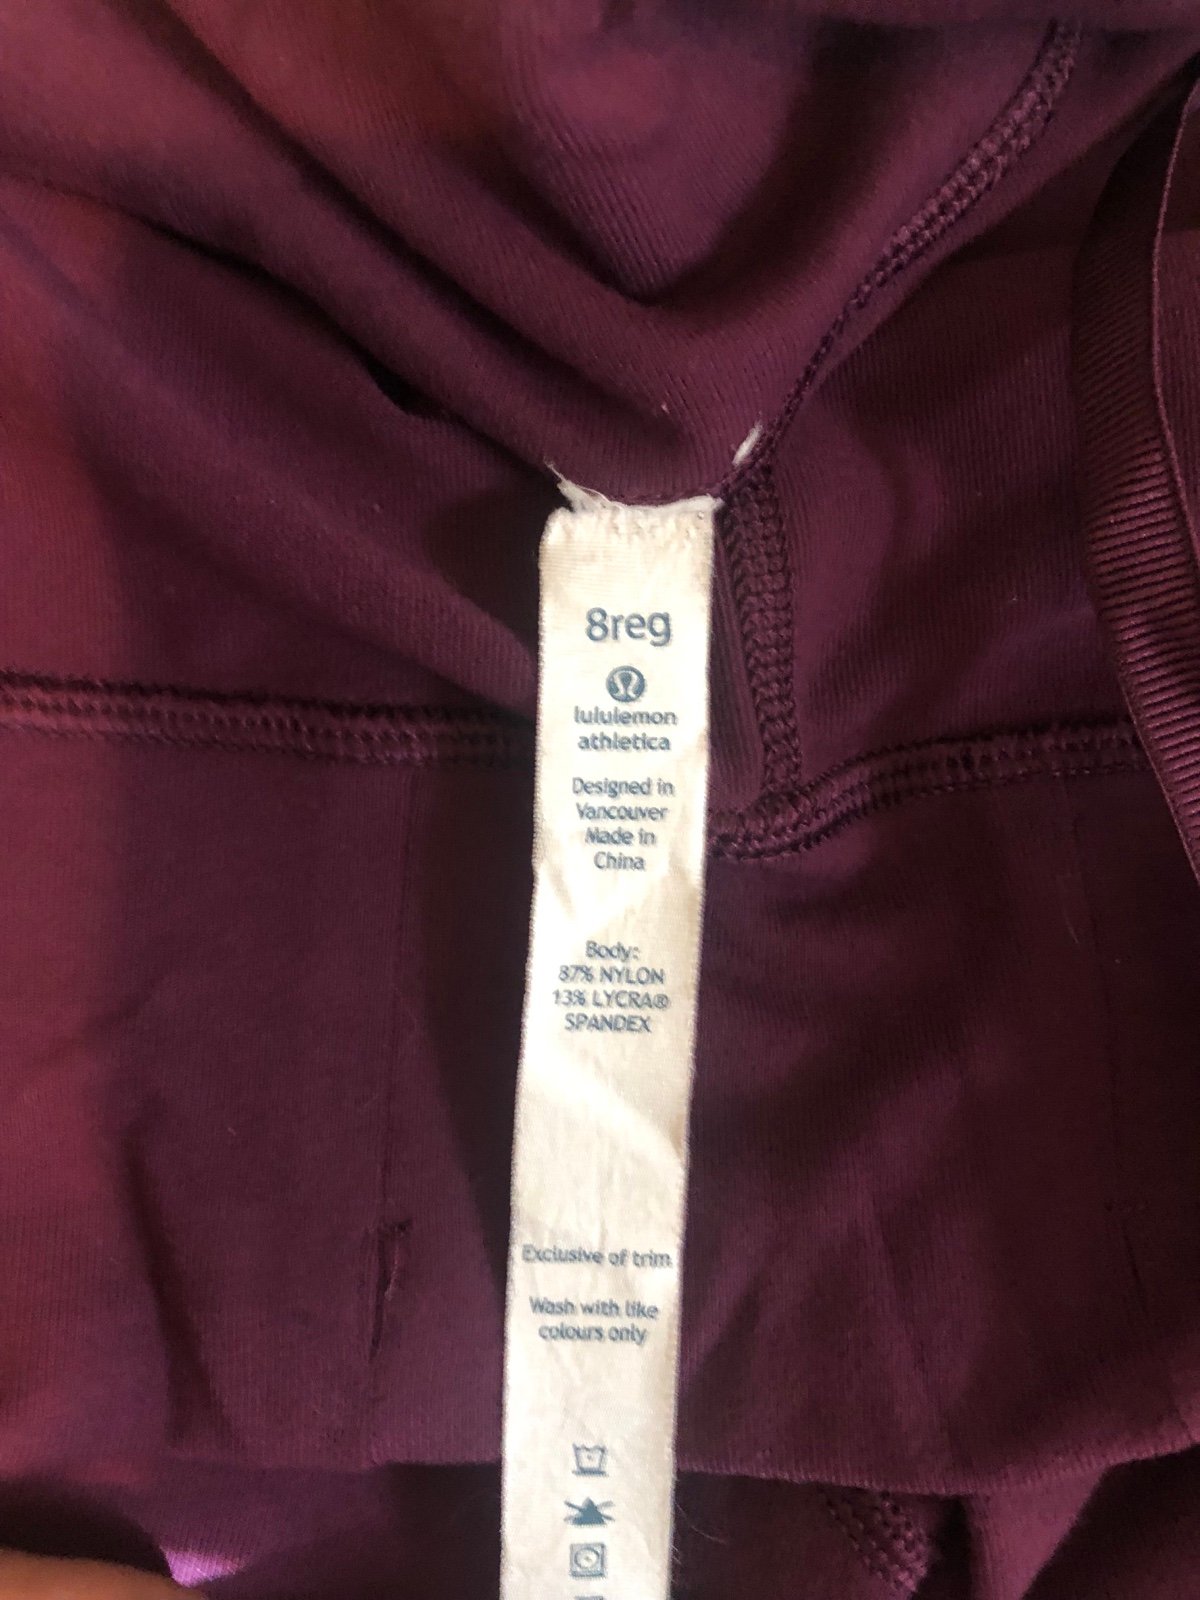 8reg
lululemon
athletica
Designed in
Vancouver
Made in
China
Body:
87% NYLON
13% LYCRA®
SPANDEX
Exclusive of trim
Wash with like
colours only